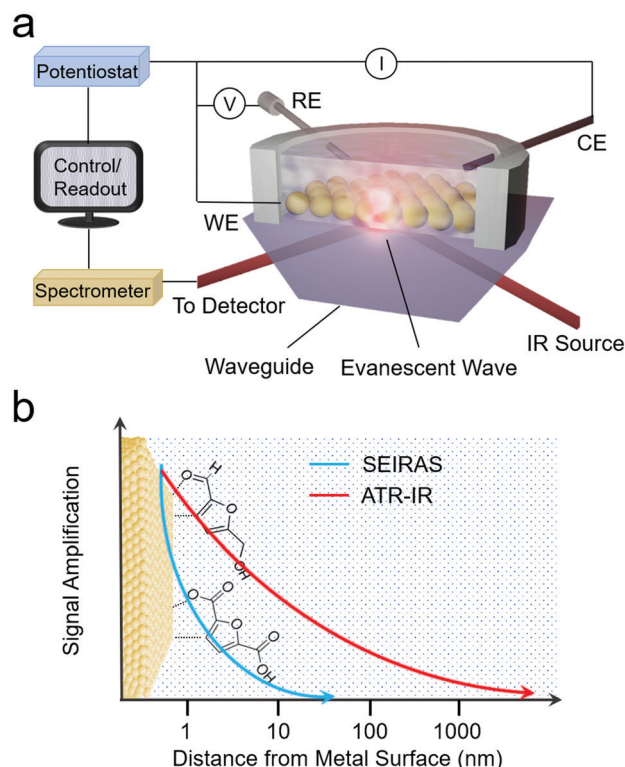 a
Potentiostat
I
V
RE
CE
Control/
Readout
WE
Spectrometer
To Detector
IR Source
Waveguide
Evanescent Wave
b
SEIRAS
ATR-IR
O
H
O
OH
O
O
O
O
OH
Signal Amplification
1 10 100 1000
Distance from Metal Surface (nm)